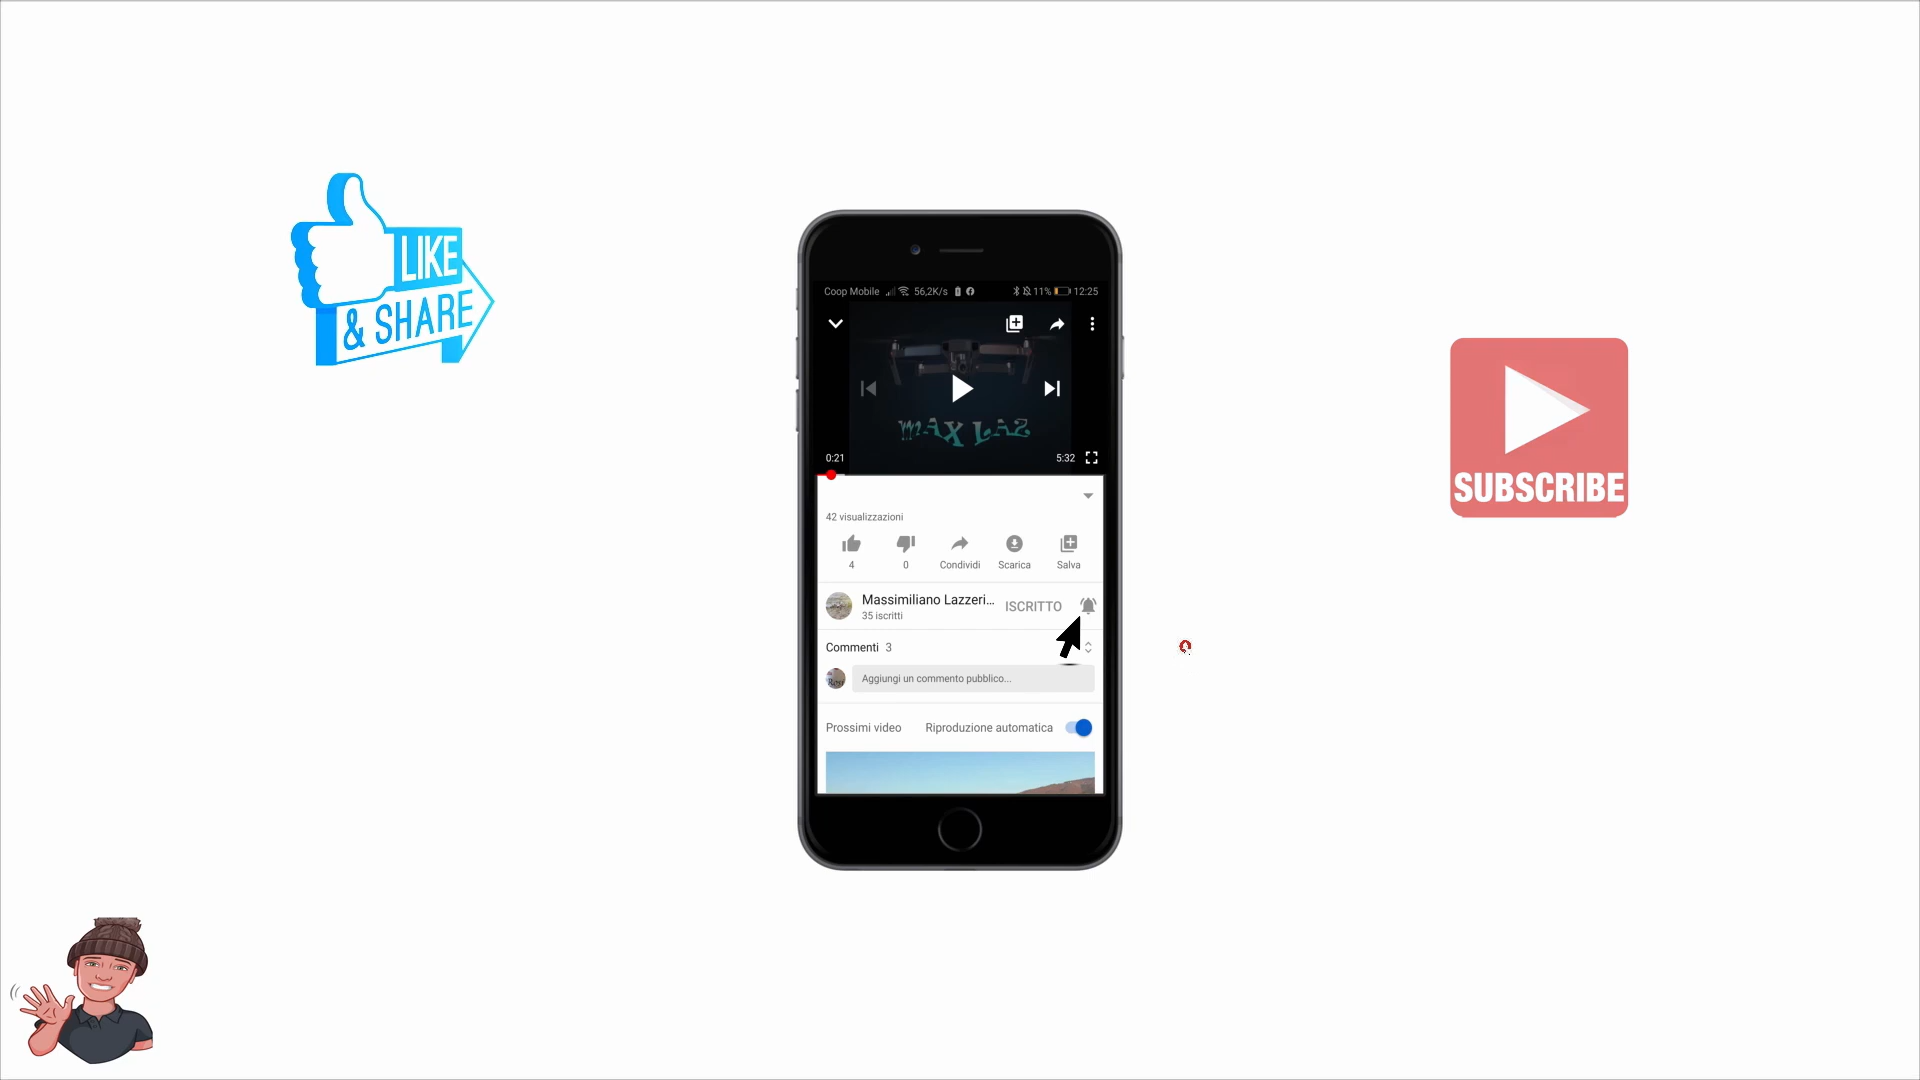 LIKE
& SHARE
Coop Mobile 56,2K/s 11% 12:25
MAX LAZ
0:21 5:32
42 visualizzazioni
4 0 Condividi Scarica Salva
Massimiliano Lazzeri... ISCRITTO
35 iscritti
Commenti 3
Aggiungi un commento pubblico...
Prossimi video Riproduzione automatica
SUBSCRIBE